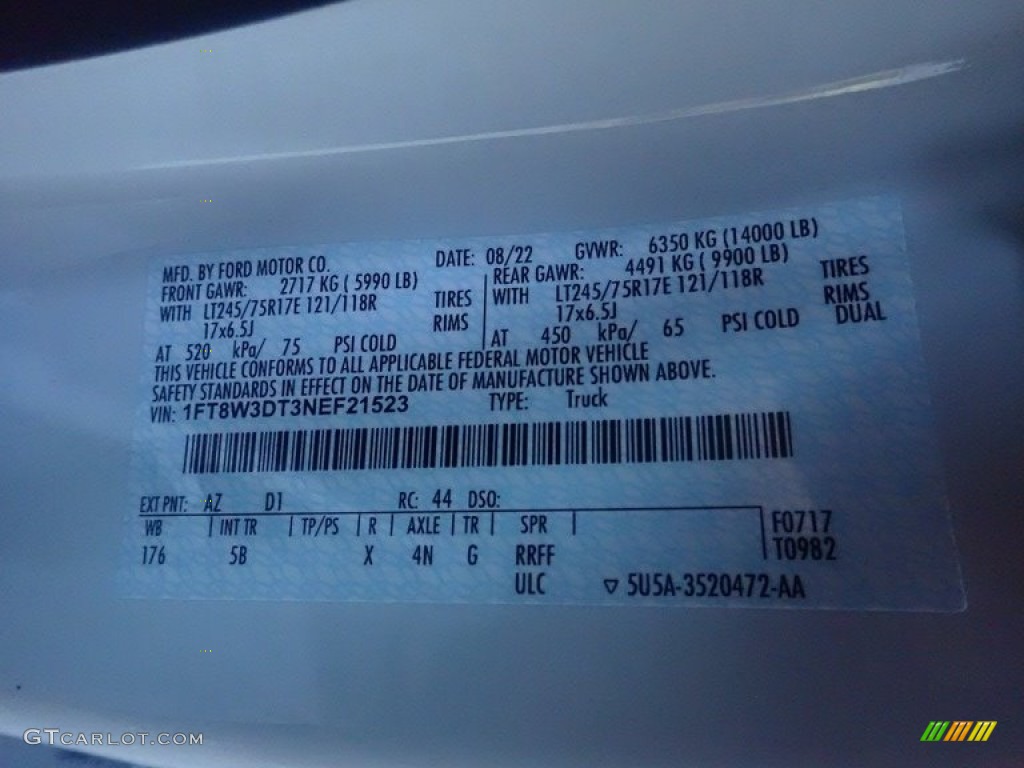 MFD. BY FORD MOTOR CO. DATE: 08/22 GVWR: 6350 KG (14000 LB)
FRONT GAWR: 2717 KG ( 5990 LB) REAR GAWR: 4491 KG ( 9900 LB)
WITH LT245/75R17E 121/118R TIRES WITH LT245/75R17E 121/118R TIRES
17x6.5J RIMS 17x6.5J RIMS
AT 520 kPa/ 75 PSI COLD AT 450 kPa/ 65 PSI COLD DUAL
THIS VEHICLE CONFORMS TO ALL APPLICABLE FEDERAL MOTOR VEHICLE
SAFETY STANDARDS IN EFFECT ON THE DATE OF MANUFACTURE SHOWN ABOVE.
VIN: 1FT8W3DT3NEF21523 TYPE: Truck
EXT PNT: AZ D1 RC: 44 DSO:
WB INT TR TP/PS R AXLE TR SPR F0717
176 5B X 4N G RRFF T0982
ULC ▽ 5U5A-3520472-AA
GTCARLOT.COM